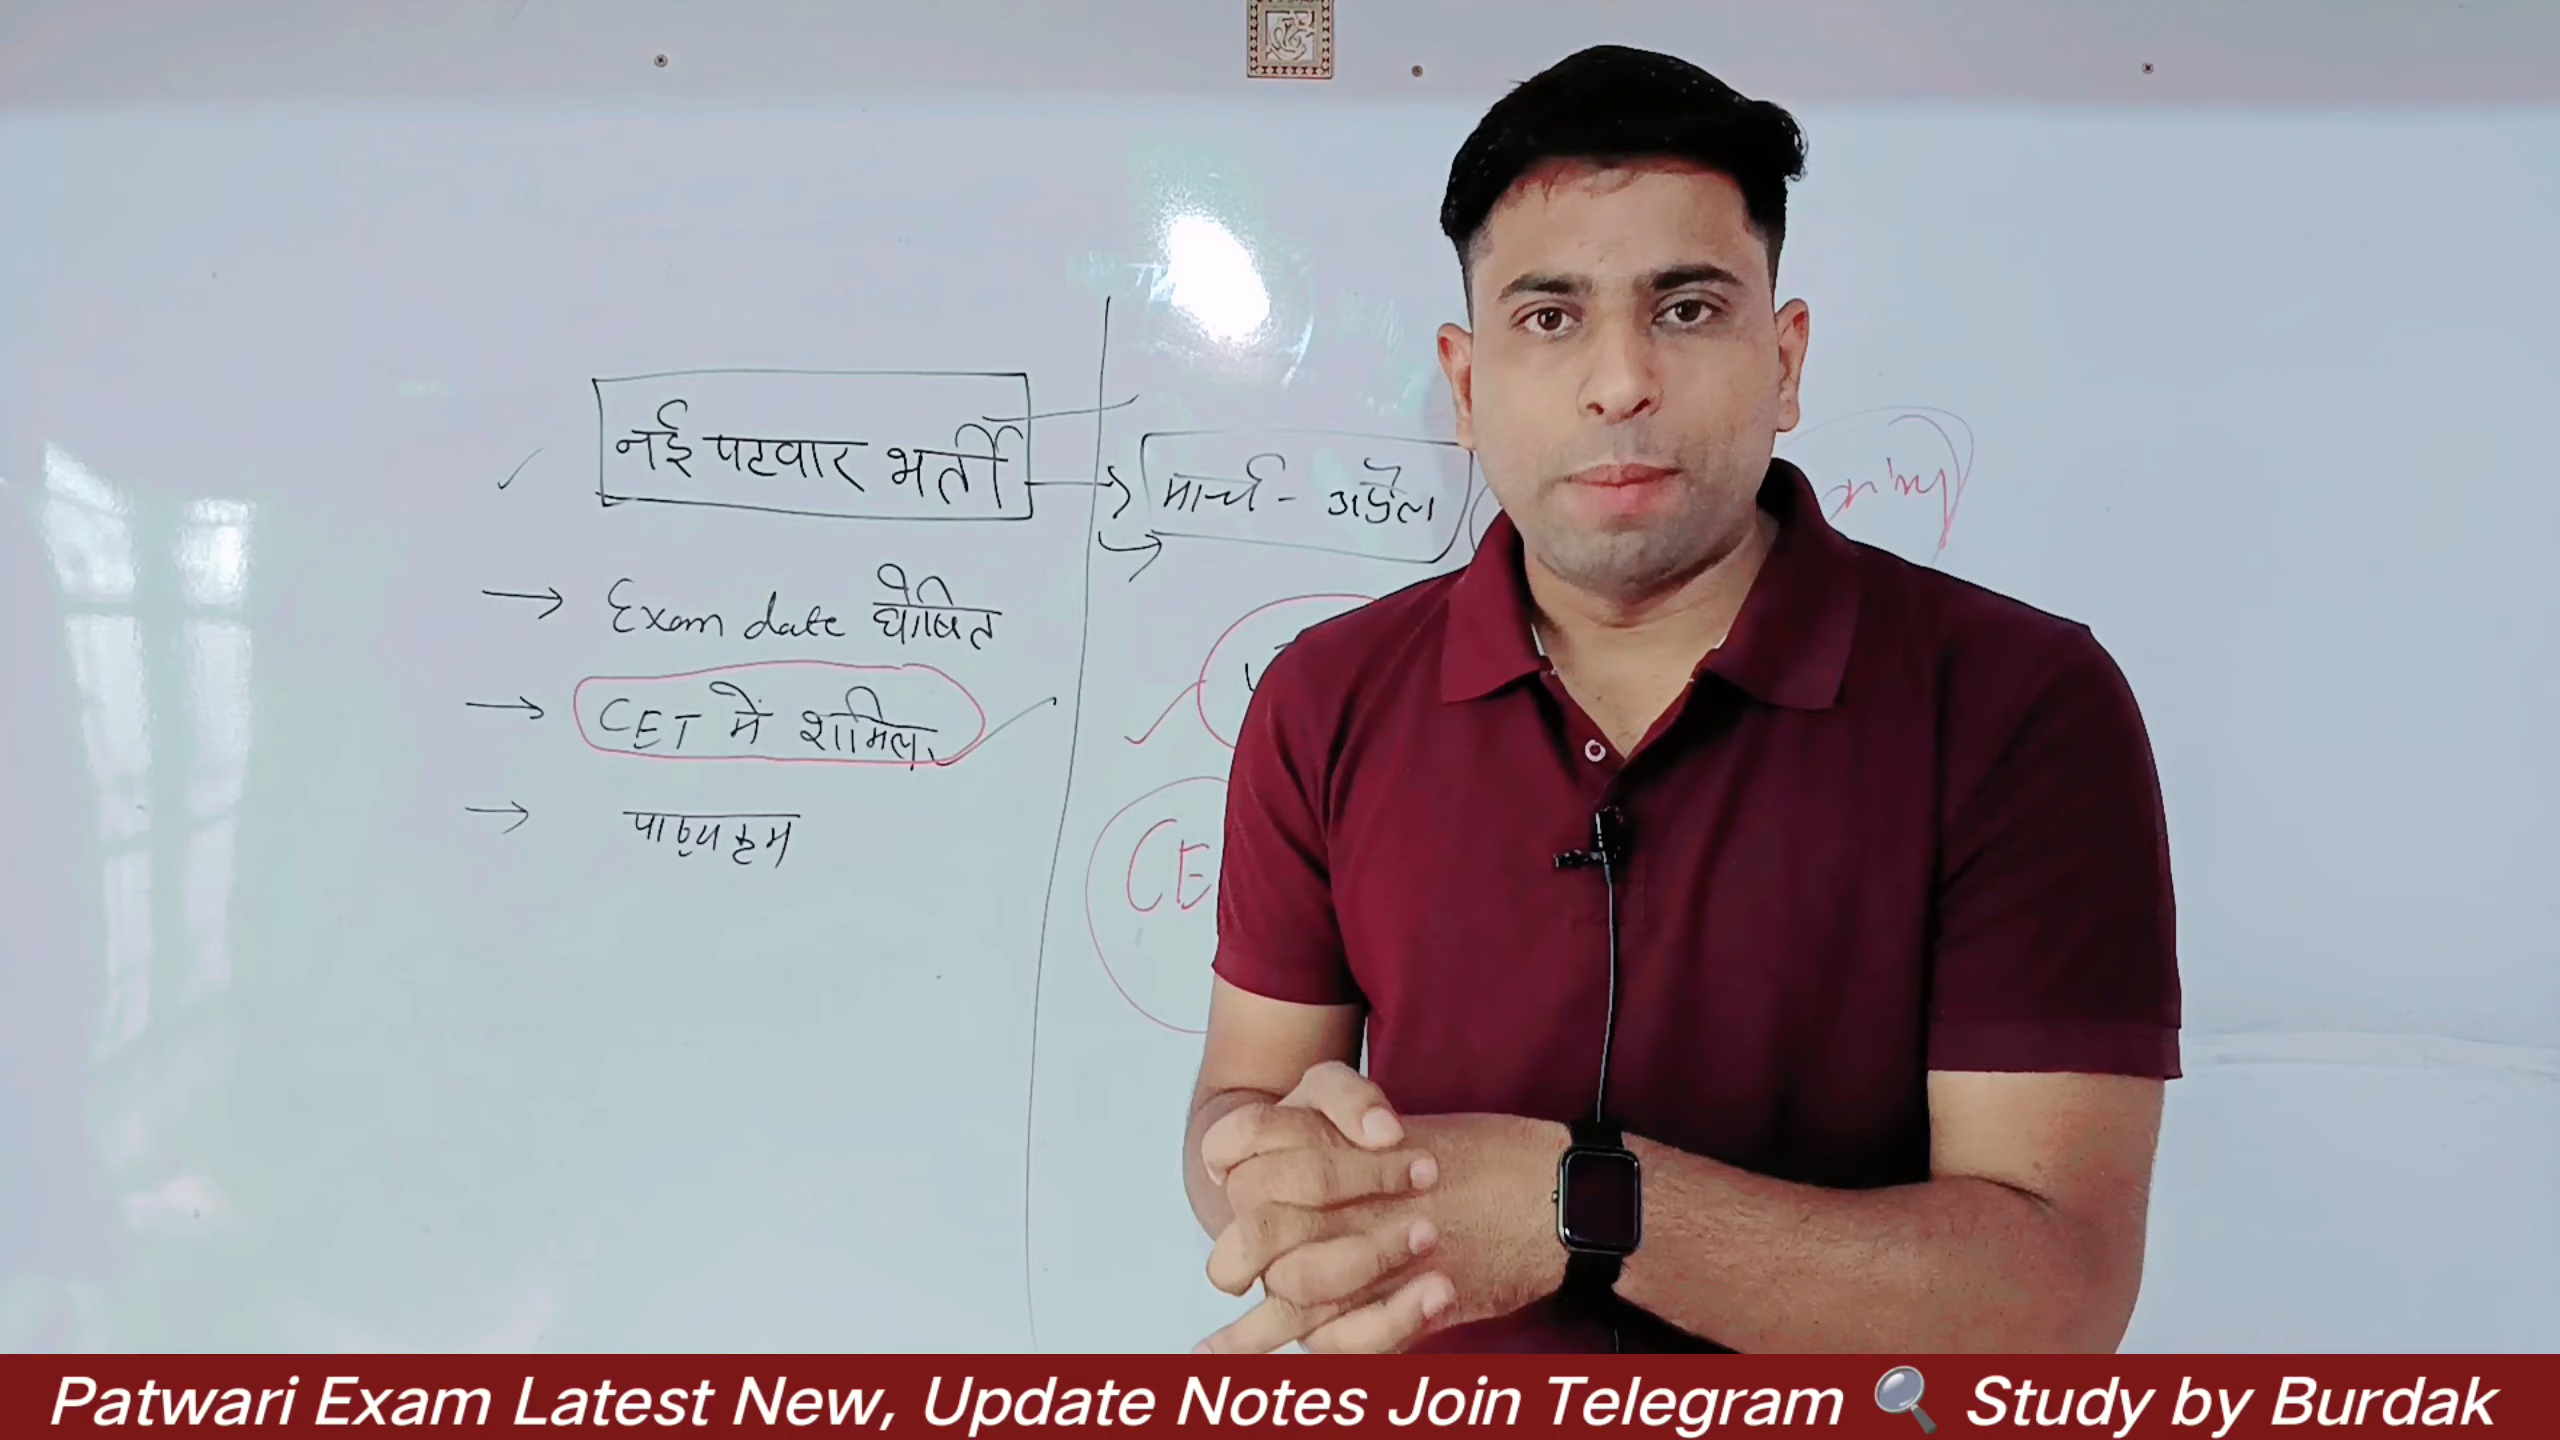 नई पटवार भर्ती
→ Exam date घोषित
→ CET में शामिल
→ पाठ्यक्रम
मार्च - अप्रैल
CE
Patwari Exam Latest New, Update Notes Join Telegram 🔍 Study by Burdak